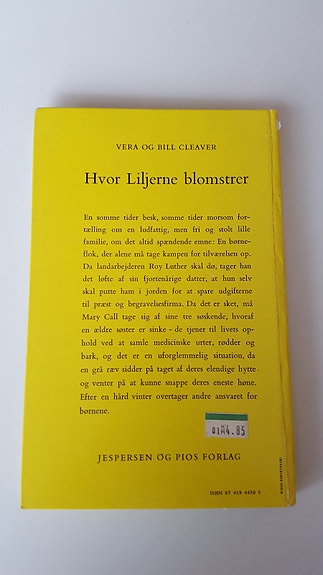 VERA OG BILL CLEAVER
Hvor Liljerne blomstrer
En somme tider besk, somme tider morsom for-
tælling om en ludfattig, men fri og stolt lille
familie, om det altid spændende emne: En børne-
flok, der alene må tage kampen for tilværelsen op.
Da landarbejderen Roy Luther skal dø, tager han
det løfte af sin fjortenårige datter, at hun selv
skal putte ham i jorden for at spare udgifterne
til præst og begravelsesfirma. Da det er sket, må
Mary Call tage sig af sine tre søskende, hvoraf
en ældre søster er sinke – de tjener til livets op-
hold ved at samle medicinske urter, rødder og
bark, og det er en uforglemmelig situation, da
en grå ræv sidder på taget af deres elendige hytte
og venter på at kunne snappe deres eneste høne.
Efter en hård vinter overtager andre ansvaret for
børnene.
JESPERSEN OG PIOS FORLAG